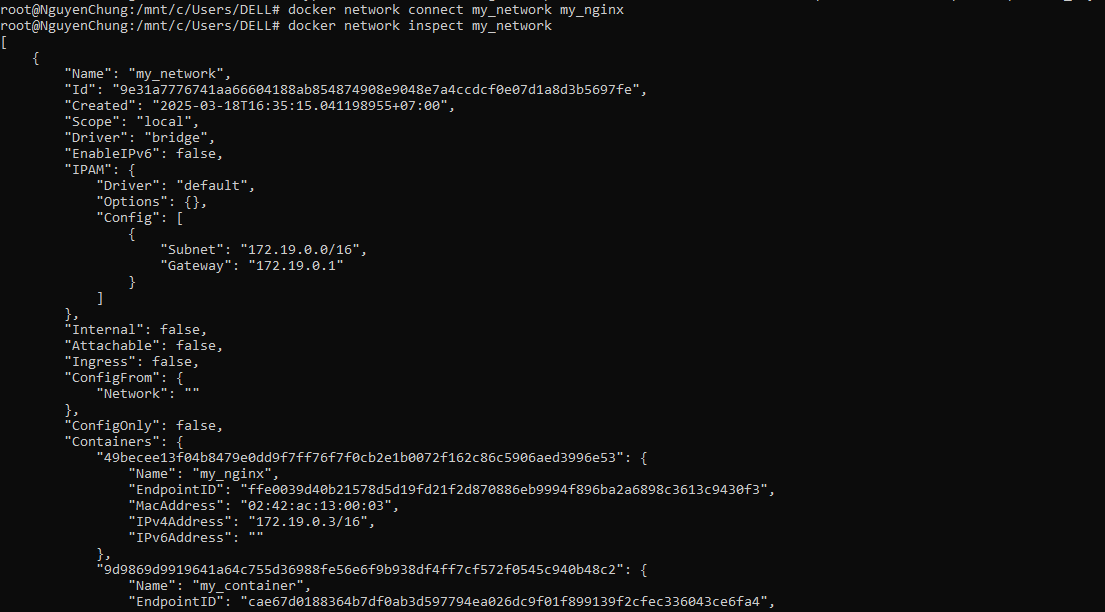 root@NguyenChung:/mnt/c/Users/DELL# docker network connect my_network my_nginx
root@NguyenChung:/mnt/c/Users/DELL# docker network inspect my_network
[
    {
        "Name": "my_network",
        "Id": "9e31a7776741aa66604188ab854874908e9048e7a4ccdcf0e07d1a8d3b5697fe",
        "Created": "2025-03-18T16:35:15.041198955+07:00",
        "Scope": "local",
        "Driver": "bridge",
        "EnableIPv6": false,
        "IPAM": {
            "Driver": "default",
            "Options": {},
            "Config": [
                {
                    "Subnet": "172.19.0.0/16",
                    "Gateway": "172.19.0.1"
                }
            ]
        },
        "Internal": false,
        "Attachable": false,
        "Ingress": false,
        "ConfigFrom": {
            "Network": ""
        },
        "ConfigOnly": false,
        "Containers": {
            "49becee13f04b8479e0dd9f7ff76f7f0cb2e1b0072f162c86c5906aed3996e53": {
                "Name": "my_nginx",
                "EndpointID": "ffe0039d40b21578d5d19fd21f2d870886eb9994f896ba2a6898c3613c9430f3",
                "MacAddress": "02:42:ac:13:00:03",
                "IPv4Address": "172.19.0.3/16",
                "IPv6Address": ""
            },
            "9d9869d9919641a64c755d36988fe56e6f9b938df4ff7cf572f0545c940b48c2": {
                "Name": "my_container",
                "EndpointID": "cae67d0188364b7df0ab3d597794ea026dc9f01f899139f2cfec336043ce6fa4",